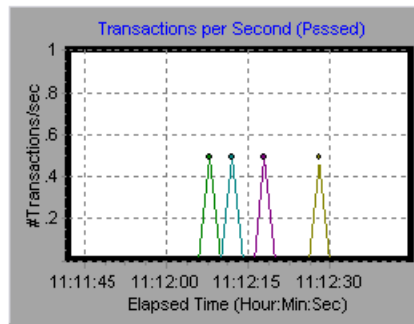 Transactions per Second (Passed)
1
.8
.6
.4
.2
#Transactions/sec
11:11:45 11:12:00 11:12:15 11:12:30
Elapsed Time (Hour:Min:Sec)